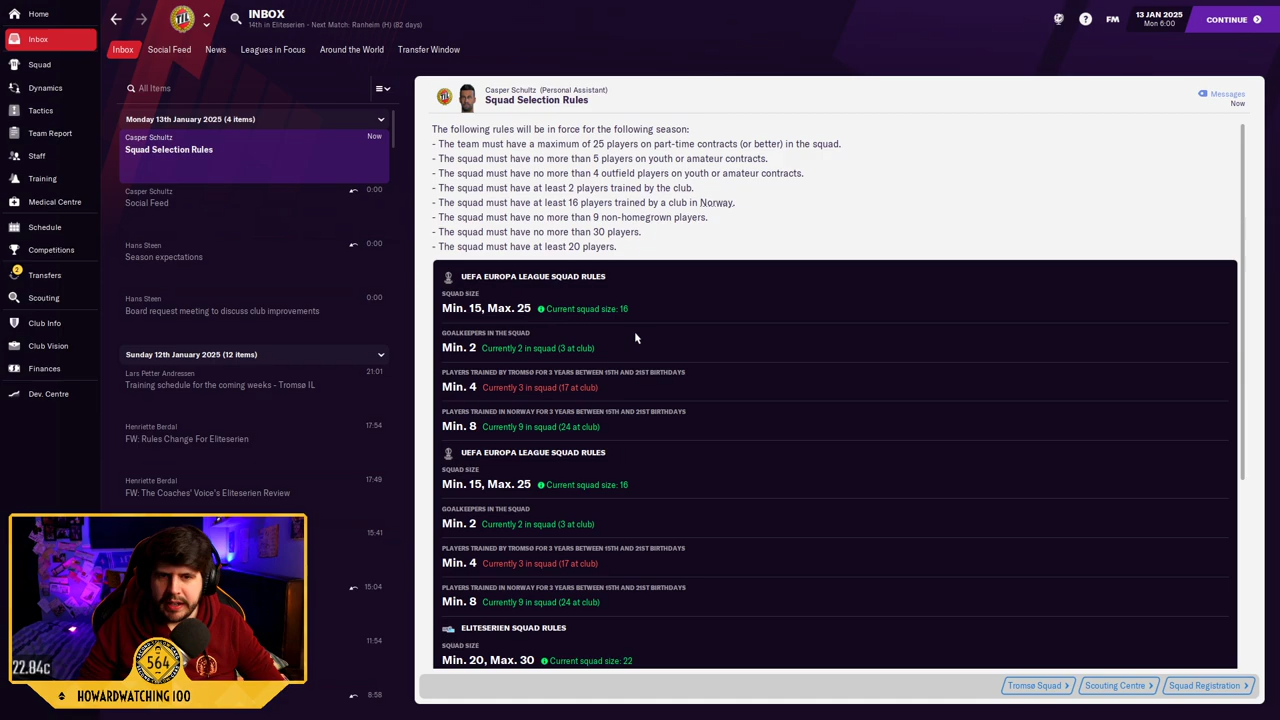 Home
Inbox
Squad
Dynamics
Tactics
Team Report
Staff
Training
Medical Centre
Schedule
Competitions
2
Transfers
Scouting
Club Info
Club Vision
Finances
Dev. Centre
TIL
INBOX
14th in Eliteserien - Next Match: Ranheim (H) (82 days)
FM
13 JAN 2025
Mon 6:00
CONTINUE
Inbox
Social Feed
News
Leagues in Focus
Around the World
Transfer Window
All Items
Monday 13th January 2025 (4 items)
Casper Schultz
Now
Squad Selection Rules
Casper Schultz
0:00
Social Feed
Hans Steen
0:00
Season expectations
Hans Steen
0:00
Board request meeting to discuss club improvements
Sunday 12th January 2025 (12 items)
Lars Petter Andressen
21:01
Training schedule for the coming weeks - Tromsø IL
Henriette Berdal
17:54
FW: Rules Change For Eliteserien
Henriette Berdal
17:49
FW: The Coaches' Voice's Eliteserien Review
15:41
15:04
11:54
8:58
TIL
Casper Schultz (Personal Assistant)
Squad Selection Rules
Messages
Now
The following rules will be in force for the following season:
- The team must have a maximum of 25 players on part-time contracts (or better) in the squad.
- The squad must have no more than 5 players on youth or amateur contracts.
- The squad must have no more than 4 outfield players on youth or amateur contracts.
- The squad must have at least 2 players trained by the club.
- The squad must have at least 16 players trained by a club in Norway.
- The squad must have no more than 9 non-homegrown players.
- The squad must have no more than 30 players.
- The squad must have at least 20 players.
UEFA EUROPA LEAGUE SQUAD RULES
SQUAD SIZE
Min. 15, Max. 25 Current squad size: 16
GOALKEEPERS IN THE SQUAD
Min. 2 Currently 2 in squad (3 at club)
PLAYERS TRAINED BY TROMSØ FOR 3 YEARS BETWEEN 15TH AND 21ST BIRTHDAYS
Min. 4 Currently 3 in squad (17 at club)
PLAYERS TRAINED IN NORWAY FOR 3 YEARS BETWEEN 15TH AND 21ST BIRTHDAYS
Min. 8 Currently 9 in squad (24 at club)
UEFA EUROPA LEAGUE SQUAD RULES
SQUAD SIZE
Min. 15, Max. 25 Current squad size: 16
GOALKEEPERS IN THE SQUAD
Min. 2 Currently 2 in squad (3 at club)
PLAYERS TRAINED BY TROMSØ FOR 3 YEARS BETWEEN 15TH AND 21ST BIRTHDAYS
Min. 4 Currently 3 in squad (17 at club)
PLAYERS TRAINED IN NORWAY FOR 3 YEARS BETWEEN 15TH AND 21ST BIRTHDAYS
Min. 8 Currently 9 in squad (24 at club)
ELITESERIEN SQUAD RULES
SQUAD SIZE
Min. 20, Max. 30 Current squad size: 22
Tromsø Squad
Scouting Centre
Squad Registration
22.84c
564
HOWARDWATCHING 100